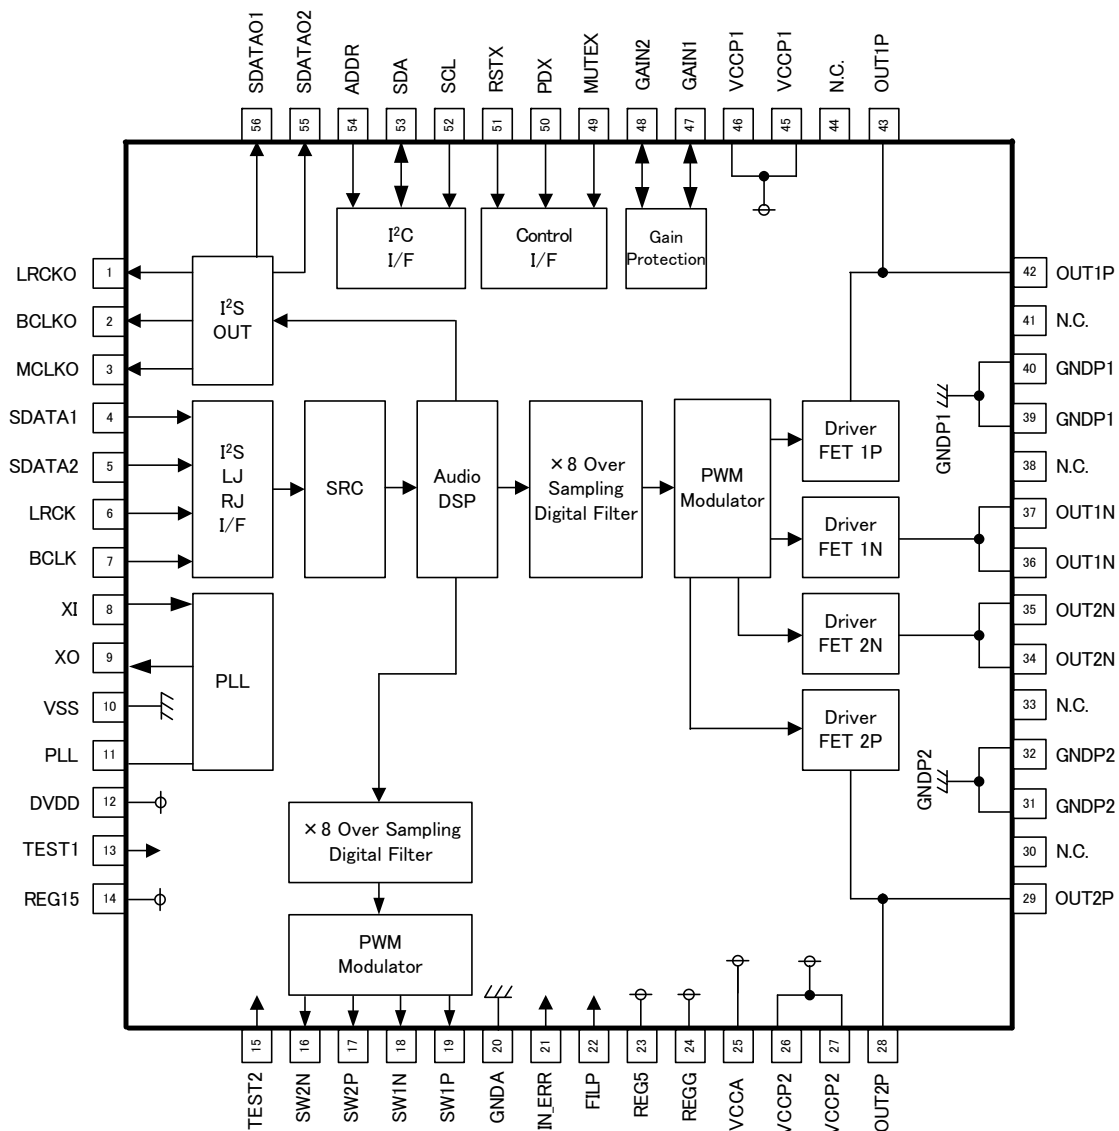 SDATAO1
SDATAO2
ADDR
SDA
SCL
RSTX
PDX
MUTEX
GAIN2
GAIN1
VCCP1
VCCP1
N.C.
OUT1P
56
55
54
53
52
51
50
49
48
47
46
45
44
43
I²C
I/F
Control
I/F
Gain
Protection
LRCKO
1
BCLKO
2
MCLKO
3
SDATA1
4
SDATA2
5
LRCK
6
BCLK
7
XI
8
XO
9
VSS
10
PLL
11
DVDD
12
TEST1
13
REG15
14
I²S
OUT
I²S
LJ
RJ
I/F
SRC
Audio
DSP
×8 Over
Sampling
Digital Filter
PWM
Modulator
Driver
FET 1P
Driver
FET 1N
Driver
FET 2N
Driver
FET 2P
PLL
×8 Over Sampling
Digital Filter
PWM
Modulator
GNDP1
GNDP2
42
OUT1P
41
N.C.
40
GNDP1
39
GNDP1
38
N.C.
37
OUT1N
36
OUT1N
35
OUT2N
34
OUT2N
33
N.C.
32
GNDP2
31
GNDP2
30
N.C.
29
OUT2P
15
16
17
18
19
20
21
22
23
24
25
26
27
28
TEST2
SW2N
SW2P
SW1N
SW1P
GNDA
IN_ERR
FILP
REG5
REGG
VCCA
VCCP2
VCCP2
OUT2P